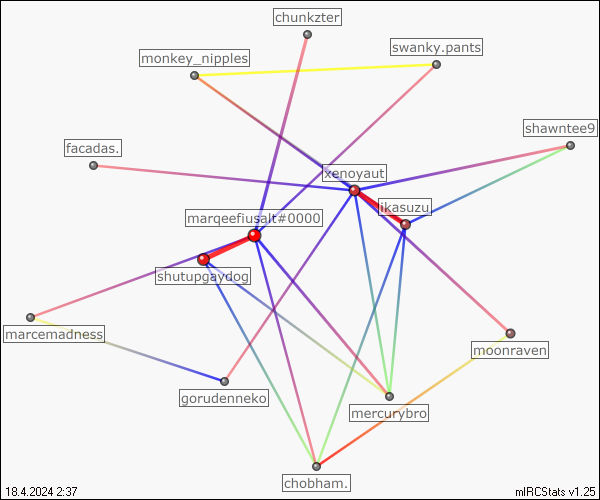 chunkzter
swanky.pants
monkey_nipples
shawntee9
facadas.
xenoyaut
ikasuzu.
marqeefiusalt#0000
shutupgaydog
marcemadness
moonraven
gorudenneko
mercurybro
chobham.
18.4.2024 2:37
mIRCStats v1.25